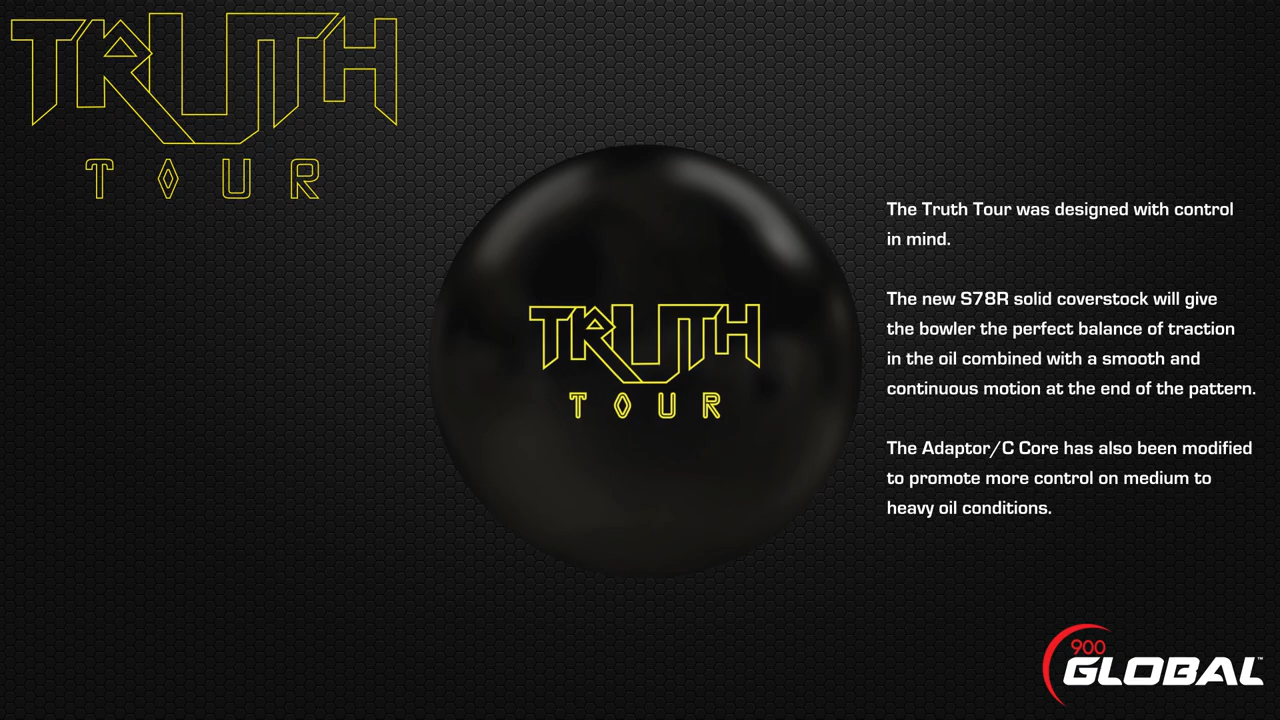 TRUTH
TOUR
TRUTH
TOUR
The Truth Tour was designed with control
in mind.
The new S78R solid coverstock will give
the bowler the perfect balance of traction
in the oil combined with a smooth and
continuous motion at the end of the pattern.
The Adaptor/C Core has also been modified
to promote more control on medium to
heavy oil conditions.
900
GLOBAL™